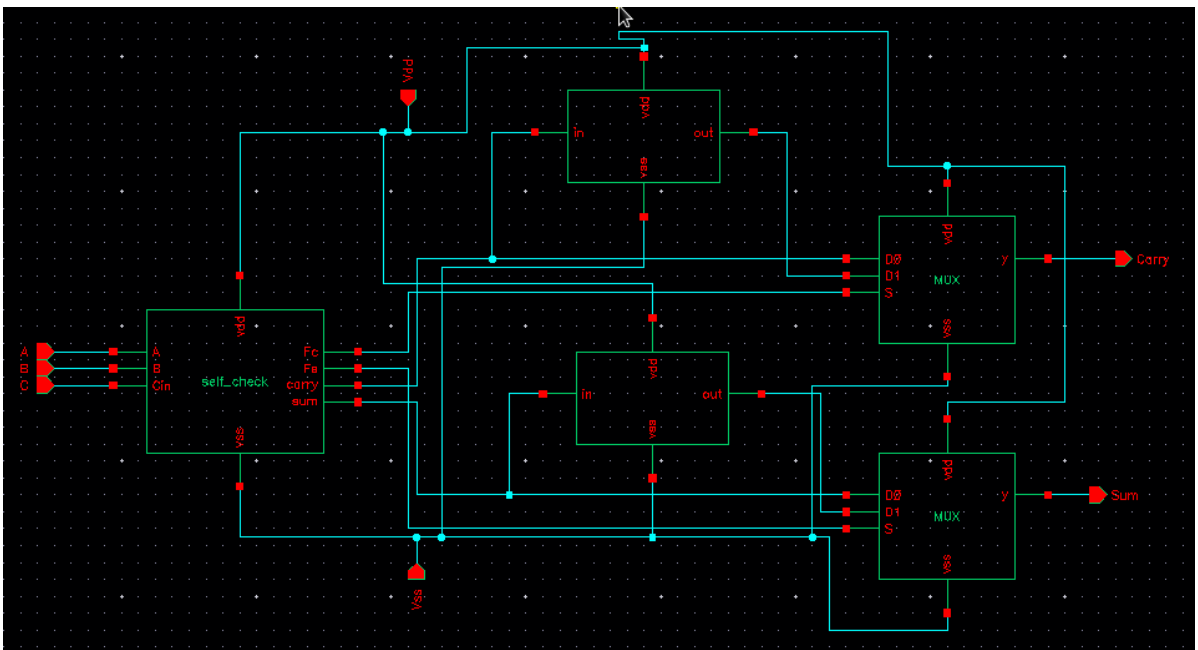 Vdd
vdd
in
out
vss
vdd
D0
D1
S
MUX
y
vss
Carry
A
B
C
vdd
A
B
Cin
self_check
Fc
Fs
carry
sum
vss
vdd
in
out
vss
vdd
D0
D1
S
MUX
y
vss
Sum
Vss